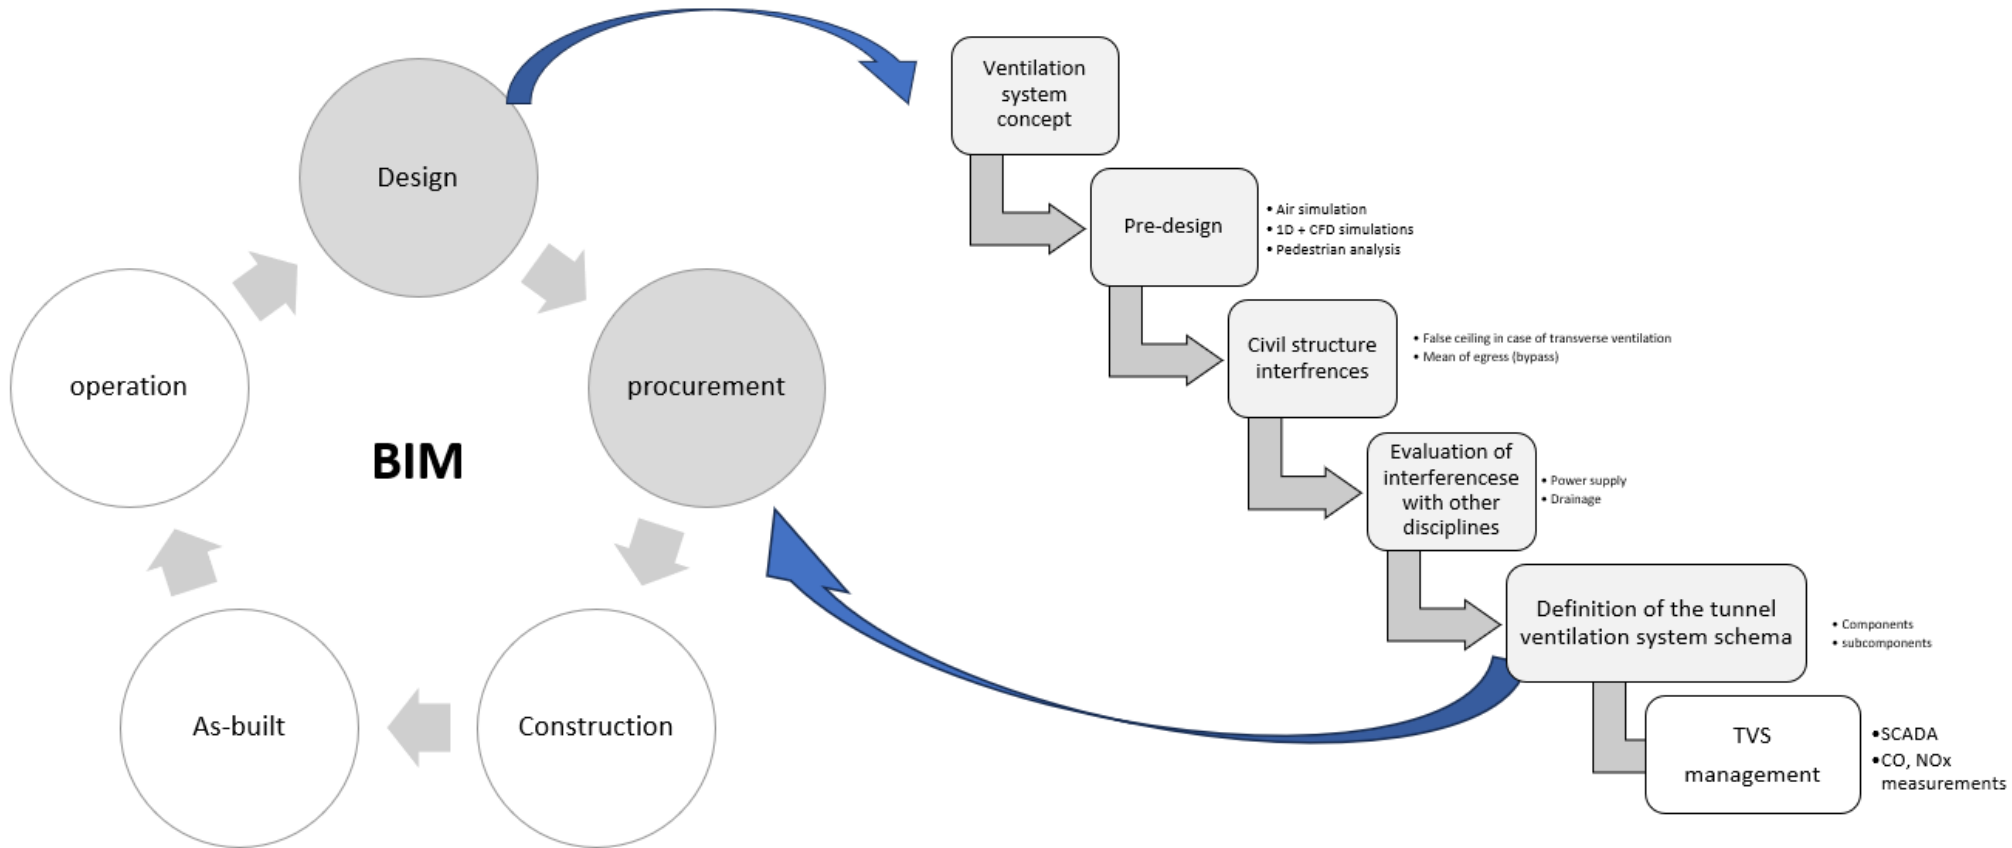 Design
procurement
Construction
As-built
operation
BIM
Ventilation
system
concept
Pre-design
• Air simulation
• 1D + CFD simulations
• Pedestrian analysis
Civil structure
interfrences
• False ceiling in case of transverse ventilation
• Mean of egress (bypass)
Evaluation of
interferencese
with other
disciplines
• Power supply
• Drainage
Definition of the tunnel
ventilation system schema
• Components
• subcomponents
TVS
management
•SCADA
•CO, NOx
measurements